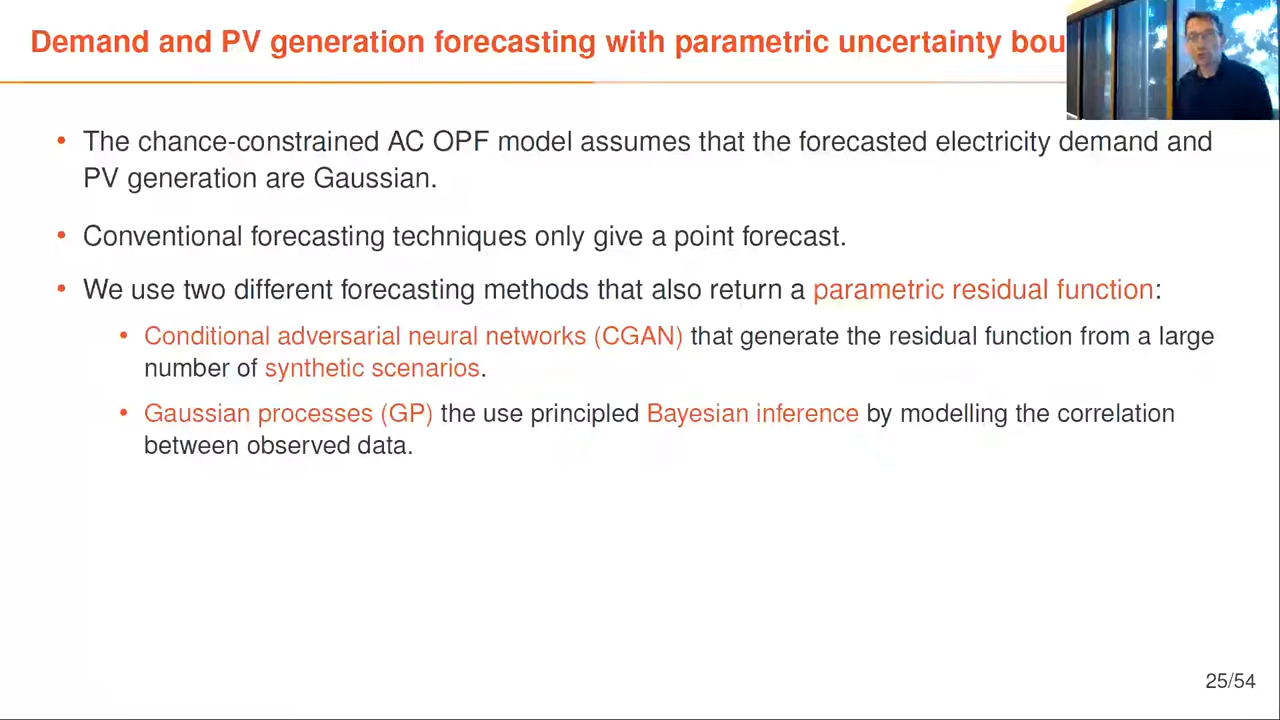 Demand and PV generation forecasting with parametric uncertainty
• The chance-constrained AC OPF model assumes that the forecasted electricity demand and
PV generation are Gaussian.
• Conventional forecasting techniques only give a point forecast.
• We use two different forecasting methods that also return a parametric residual function:
• Conditional adversarial neural networks (CGAN) that generate the residual function from a large
number of synthetic scenarios.
• Gaussian processes (GP) the use principled Bayesian inference by modelling the correlation
between observed data.
25/54